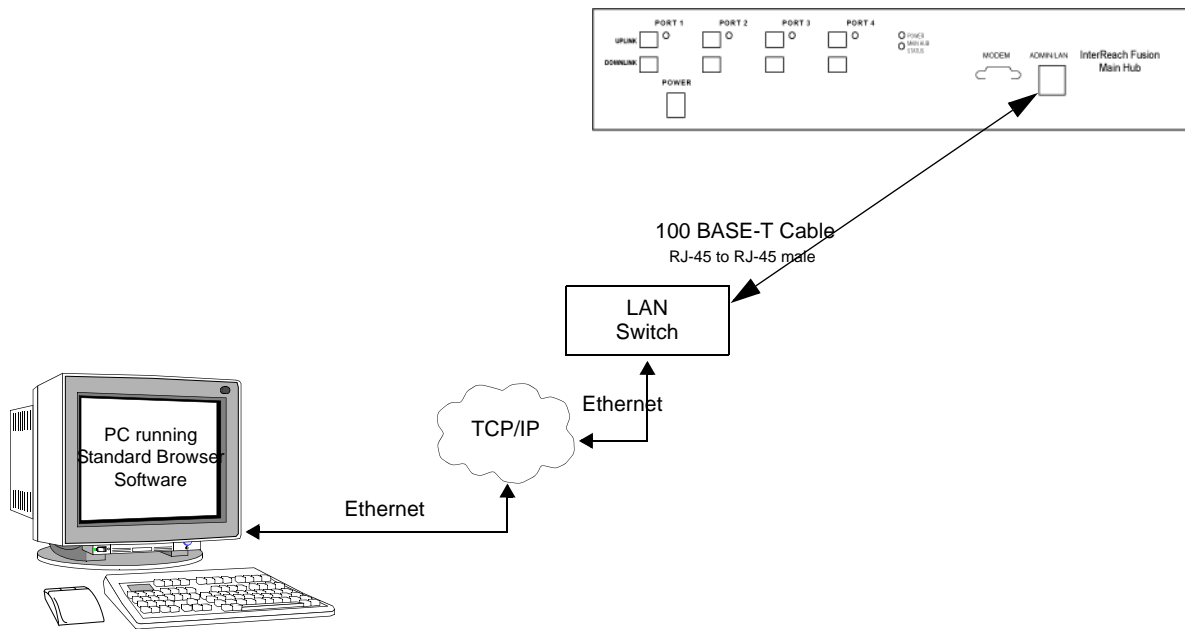 PORT 1 PORT 2 PORT 3 PORT 4
UPLINK
DOWNLINK
POWER
POWER
MAIN HUB
STATUS
MODEM
ADMIN/LAN
InterReach Fusion
Main Hub
100 BASE-T Cable
RJ-45 to RJ-45 male
LAN
Switch
Ethernet
TCP/IP
PC running
Standard Browser
Software
Ethernet